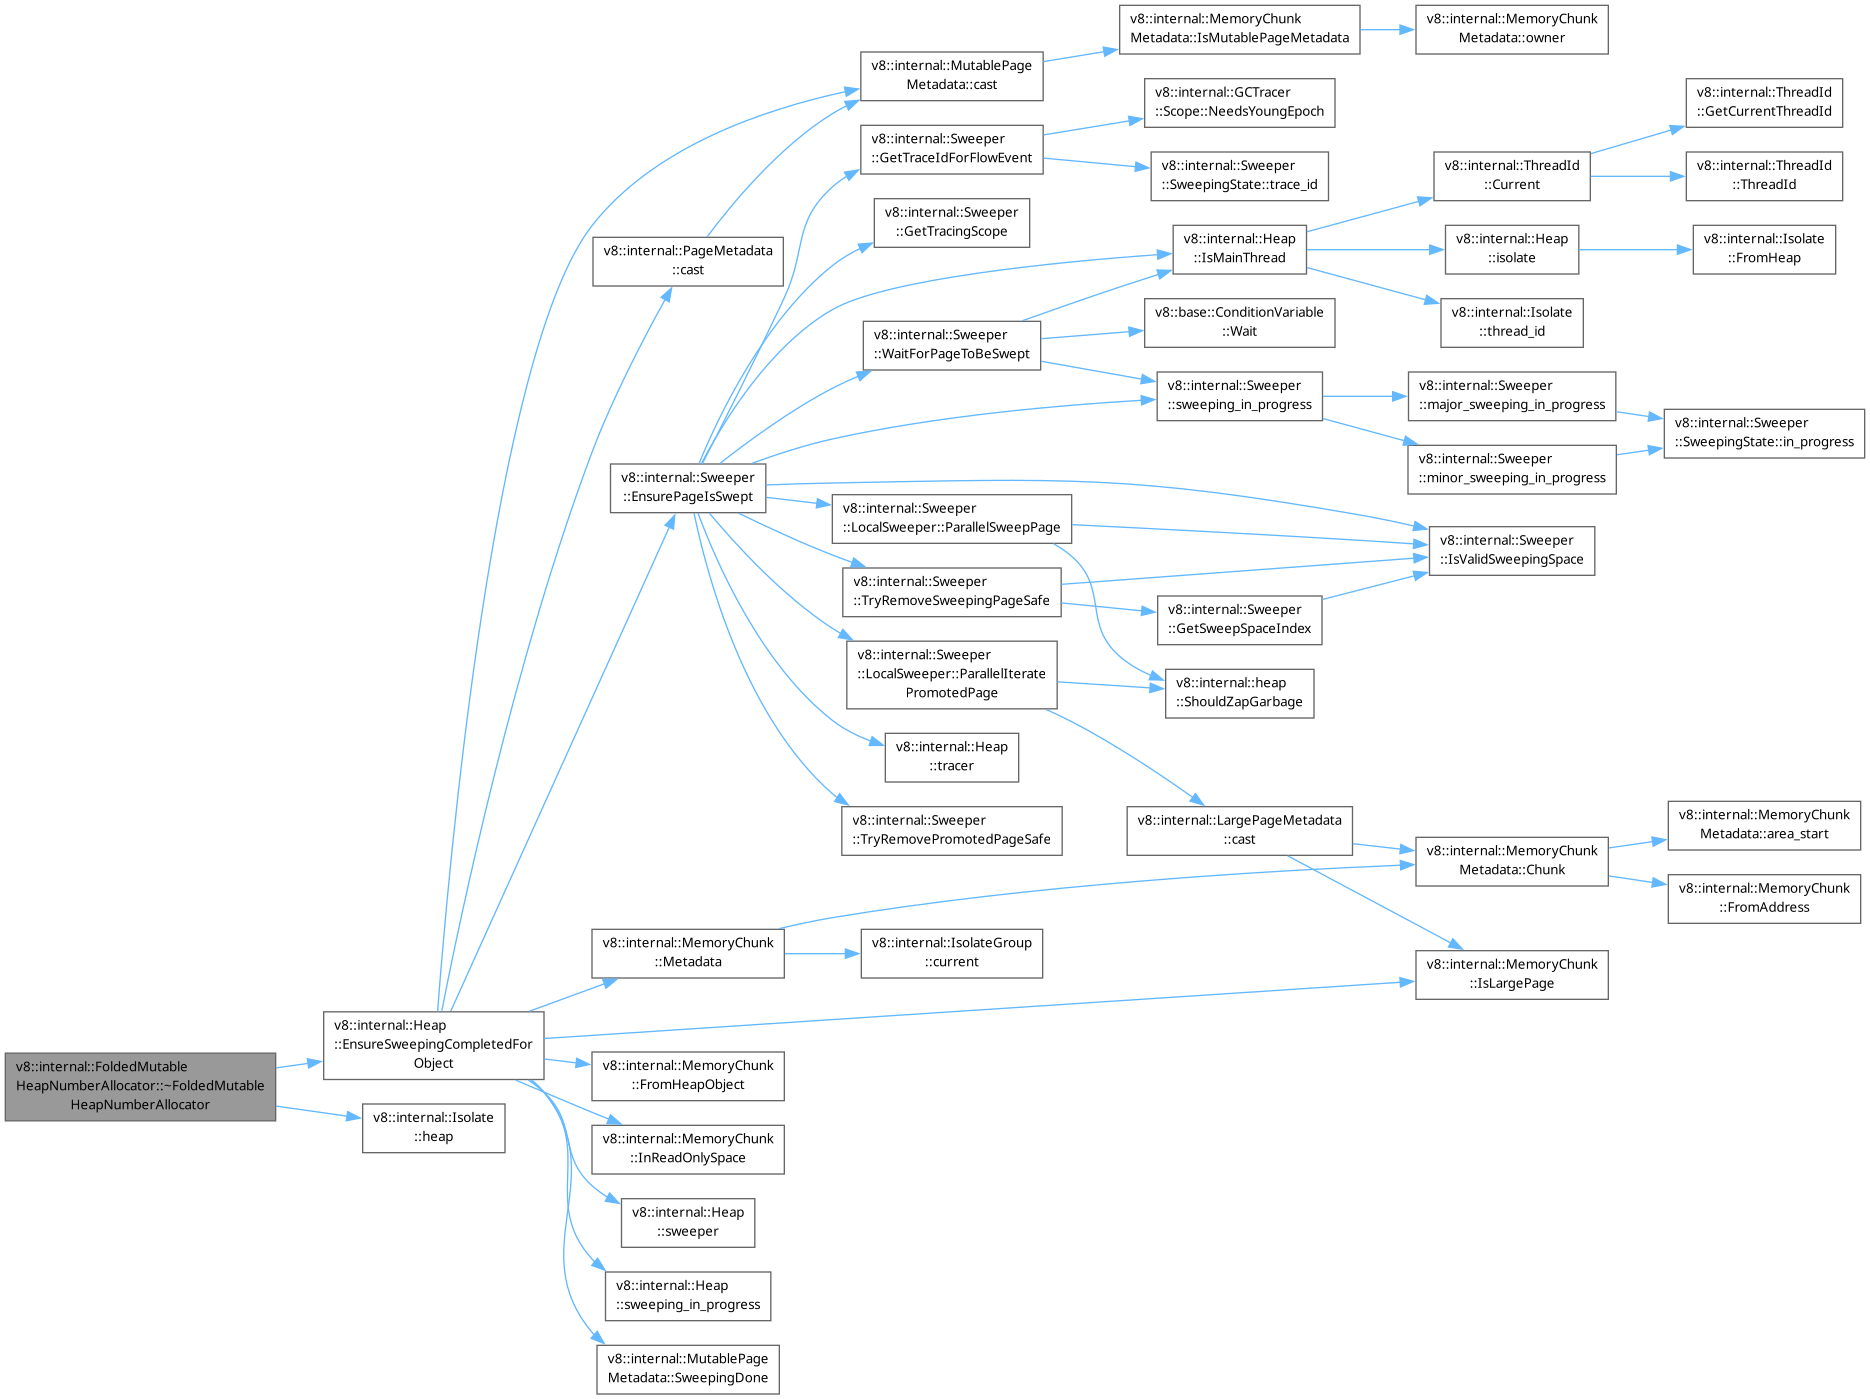 v8::internal::MemoryChunk
Metadata::IsMutablePageMetadata
v8::internal::MemoryChunk
Metadata::owner
v8::internal::MutablePage
Metadata::cast
v8::internal::GCTracer
::Scope::NeedsYoungEpoch
v8::internal::ThreadId
::GetCurrentThreadId
v8::internal::Sweeper
::GetTraceIdForFlowEvent
v8::internal::Sweeper
::SweepingState::trace_id
v8::internal::ThreadId
::Current
v8::internal::ThreadId
::ThreadId
v8::internal::Sweeper
::GetTracingScope
v8::internal::PageMetadata
::cast
v8::internal::Heap
::IsMainThread
v8::internal::Heap
::isolate
v8::internal::Isolate
::FromHeap
v8::base::ConditionVariable
::Wait
v8::internal::Isolate
::thread_id
v8::internal::Sweeper
::WaitForPageToBeSwept
v8::internal::Sweeper
::sweeping_in_progress
v8::internal::Sweeper
::major_sweeping_in_progress
v8::internal::Sweeper
::SweepingState::in_progress
v8::internal::Sweeper
::minor_sweeping_in_progress
v8::internal::Sweeper
::EnsurePageIsSwept
v8::internal::Sweeper
::LocalSweeper::ParallelSweepPage
v8::internal::Sweeper
::IsValidSweepingSpace
v8::internal::Sweeper
::TryRemoveSweepingPageSafe
v8::internal::Sweeper
::GetSweepSpaceIndex
v8::internal::Sweeper
::LocalSweeper::ParallelIterate
PromotedPage
v8::internal::heap
::ShouldZapGarbage
v8::internal::Heap
::tracer
v8::internal::Sweeper
::TryRemovePromotedPageSafe
v8::internal::LargePageMetadata
::cast
v8::internal::MemoryChunk
Metadata::area_start
v8::internal::MemoryChunk
Metadata::Chunk
v8::internal::MemoryChunk
::FromAddress
v8::internal::MemoryChunk
::Metadata
v8::internal::IsolateGroup
::current
v8::internal::MemoryChunk
::IsLargePage
v8::internal::Heap
::EnsureSweepingCompletedFor
Object
v8::internal::FoldedMutable
HeapNumberAllocator::~FoldedMutable
HeapNumberAllocator
v8::internal::MemoryChunk
::FromHeapObject
v8::internal::Isolate
::heap
v8::internal::MemoryChunk
::InReadOnlySpace
v8::internal::Heap
::sweeper
v8::internal::Heap
::sweeping_in_progress
v8::internal::MutablePage
Metadata::SweepingDone